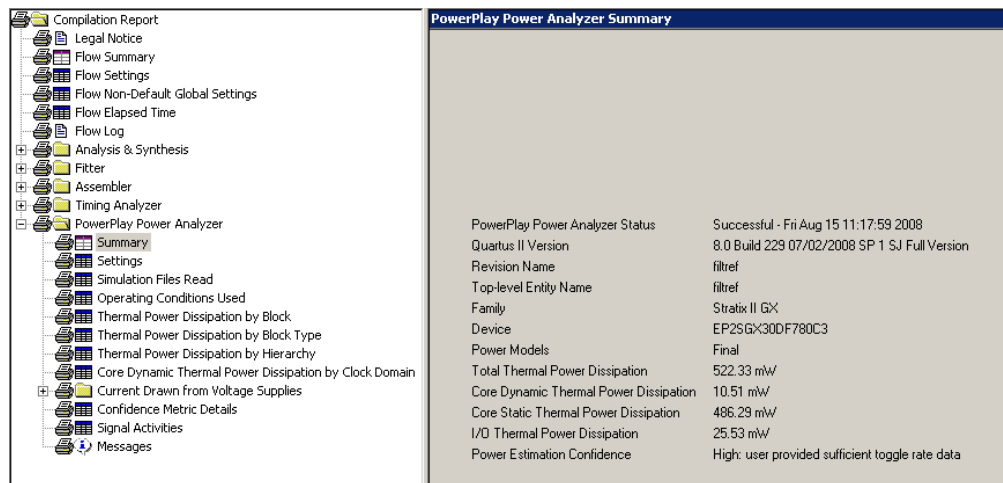 Compilation Report
Legal Notice
Flow Summary
Flow Settings
Flow Non-Default Global Settings
Flow Elapsed Time
Flow Log
Analysis & Synthesis
Fitter
Assembler
Timing Analyzer
PowerPlay Power Analyzer
Summary
Settings
Simulation Files Read
Operating Conditions Used
Thermal Power Dissipation by Block
Thermal Power Dissipation by Block Type
Thermal Power Dissipation by Hierarchy
Core Dynamic Thermal Power Dissipation by Clock Domain
Current Drawn from Voltage Supplies
Confidence Metric Details
Signal Activities
Messages
PowerPlay Power Analyzer Summary
PowerPlay Power Analyzer Status Successful - Fri Aug 15 11:17:59 2008
Quartus II Version 8.0 Build 229 07/02/2008 SP 1 SJ Full Version
Revision Name filtref
Top-level Entity Name filtref
Family Stratix II GX
Device EP2SGX30DF780C3
Power Models Final
Total Thermal Power Dissipation 522.33 mW
Core Dynamic Thermal Power Dissipation 10.51 mW
Core Static Thermal Power Dissipation 486.29 mW
I/O Thermal Power Dissipation 25.53 mW
Power Estimation Confidence High: user provided sufficient toggle rate data